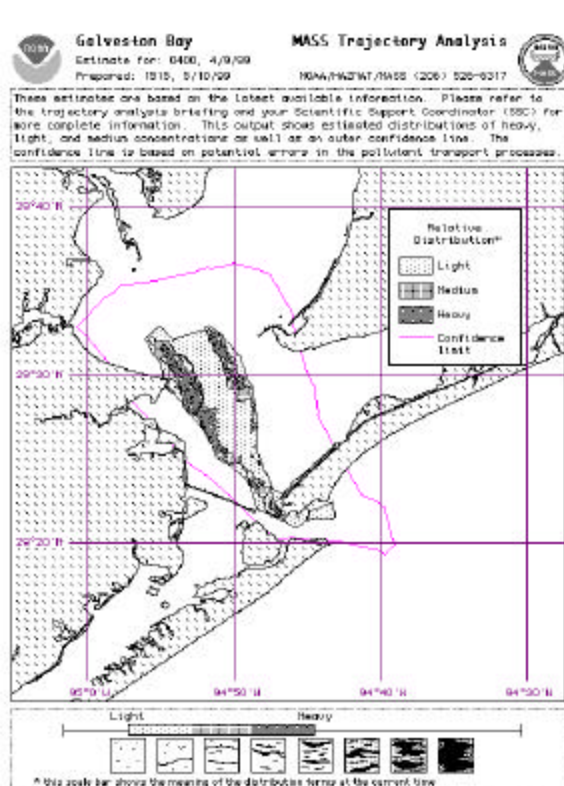 noaa
Galveston Bay
MASS Trajectory Analysis
Estimate for: 0400, 4/9/99
Prepared: 1515, 5/10/99
NOAA/HAZMAT/MASS (206) 526-6317
These estimates are based on the latest available information. Please refer to
the trajectory analysis briefing and your Scientific Support Coordinator (SSC) for
more complete information. This output shows estimated distributions of heavy,
light, and medium concentrations as well as an outer confidence line. The
confidence line is based on potential errors in the pollutant transport processes.
29°40'N
Relative
Distribution*
Light
Medium
Heavy
Confidence
limit
29°30'N
29°20'N
95°0'W
94°50'W
94°40'W
94°30'W
Light
Heavy
* this scale bar shows the meaning of the distribution terms at the current time